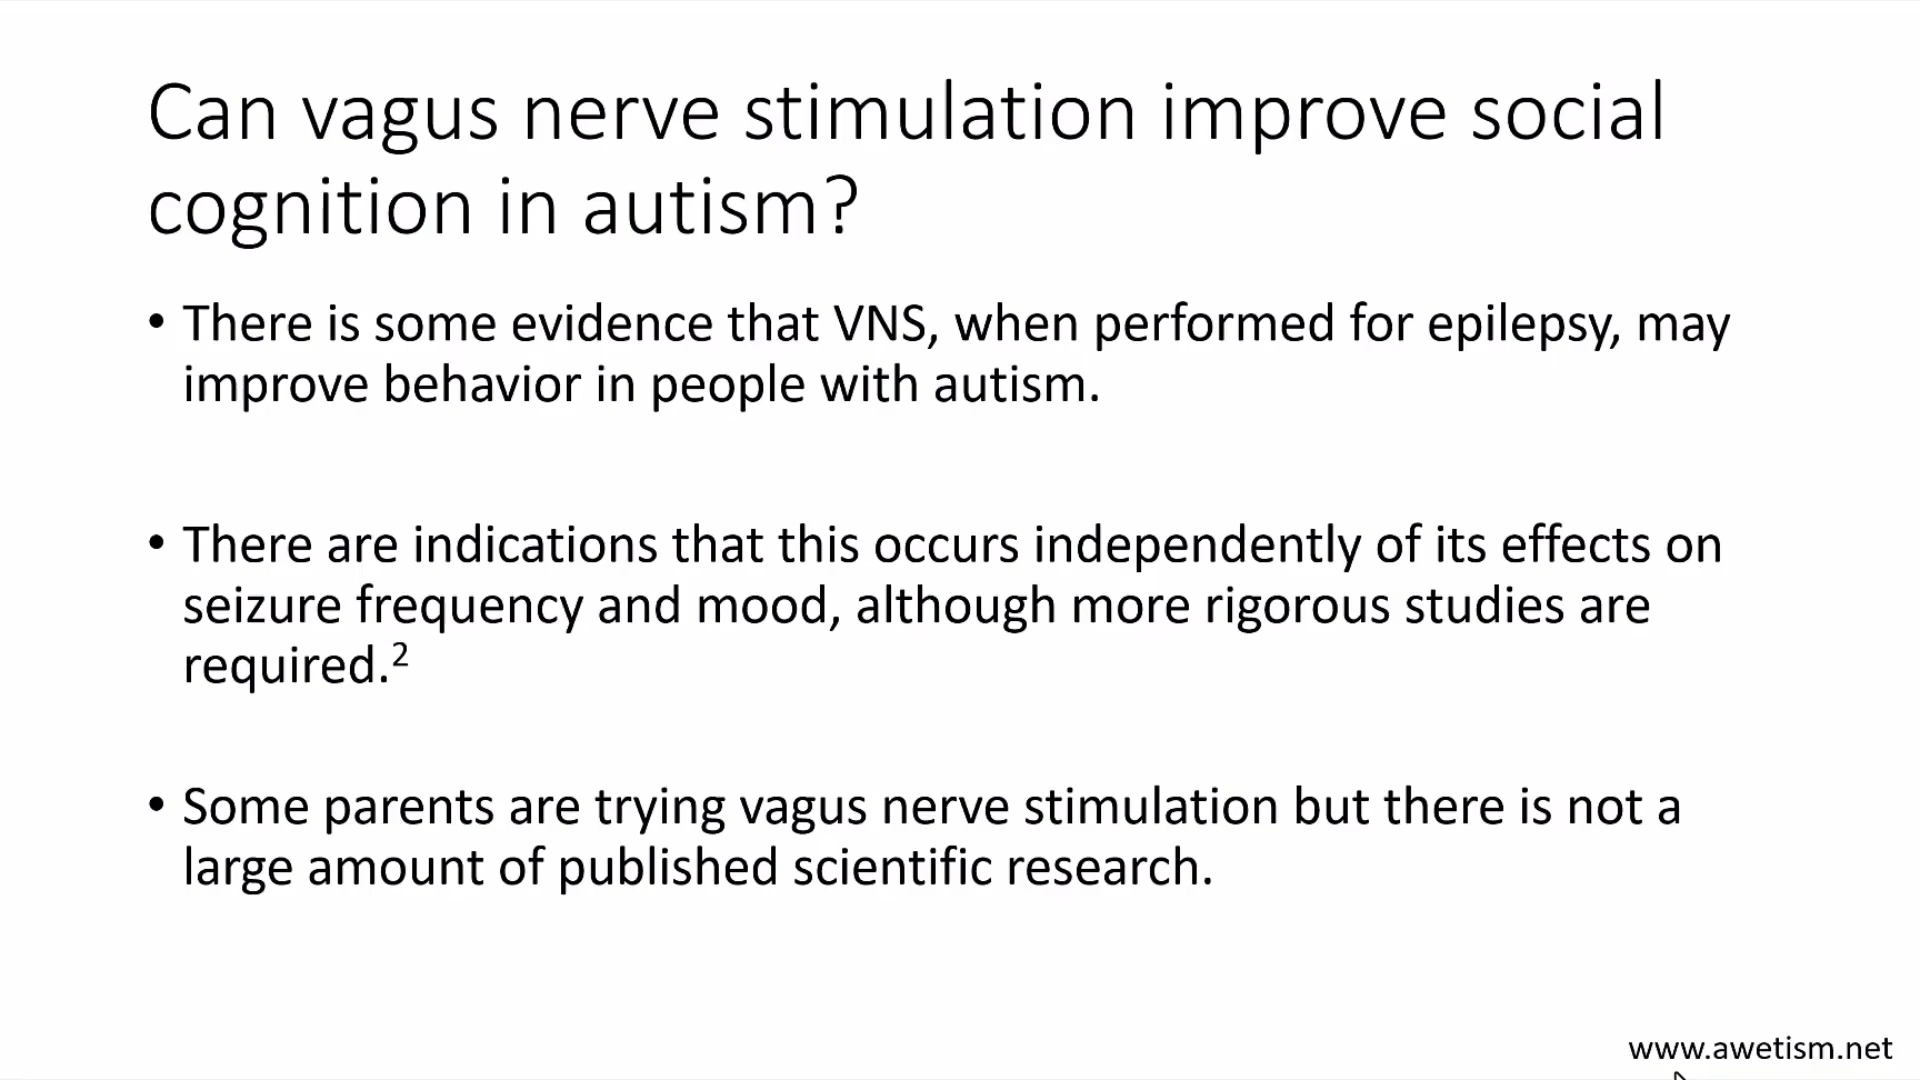 Can vagus nerve stimulation improve social
cognition in autism?
• There is some evidence that VNS, when performed for epilepsy, may
improve behavior in people with autism.
• There are indications that this occurs independently of its effects on
seizure frequency and mood, although more rigorous studies are
required.²
• Some parents are trying vagus nerve stimulation but there is not a
large amount of published scientific research.
www.awetism.net